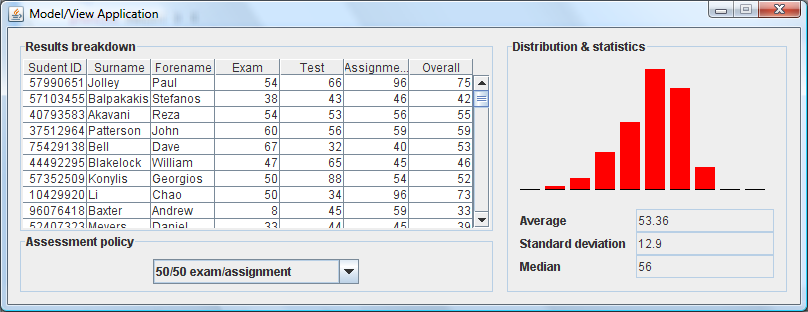 Model/View Application
Results breakdown
Sudent ID Surname Forename Exam Test Assignme... Overall
57990651 Jolley Paul 54 66 96 75
57103455 Balpakakis Stefanos 38 43 46 42
40793583 Akavani Reza 54 53 56 55
37512964 Patterson John 60 56 59 59
75429138 Bell Dave 67 32 40 53
44492295 Blakelock William 47 65 45 46
57352509 Konylis Georgios 50 88 54 52
10429920 Li Chao 50 34 96 73
96076418 Baxter Andrew 8 45 59 33
52407323 Meyers Daniel 33 44 45 39
Assessment policy
50/50 exam/assignment
Distribution & statistics
Average 53.36
Standard deviation 12.9
Median 56